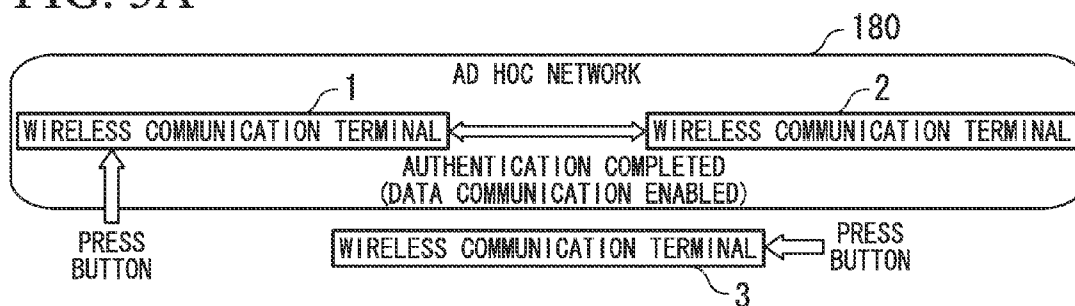 FIG. 9A
180
AD HOC NETWORK
1
2
WIRELESS COMMUNICATION TERMINAL
WIRELESS COMMUNICATION TERMINAL
AUTHENTICATION COMPLETED
(DATA COMMUNICATION ENABLED)
PRESS
BUTTON
WIRELESS COMMUNICATION TERMINAL
PRESS
BUTTON
3